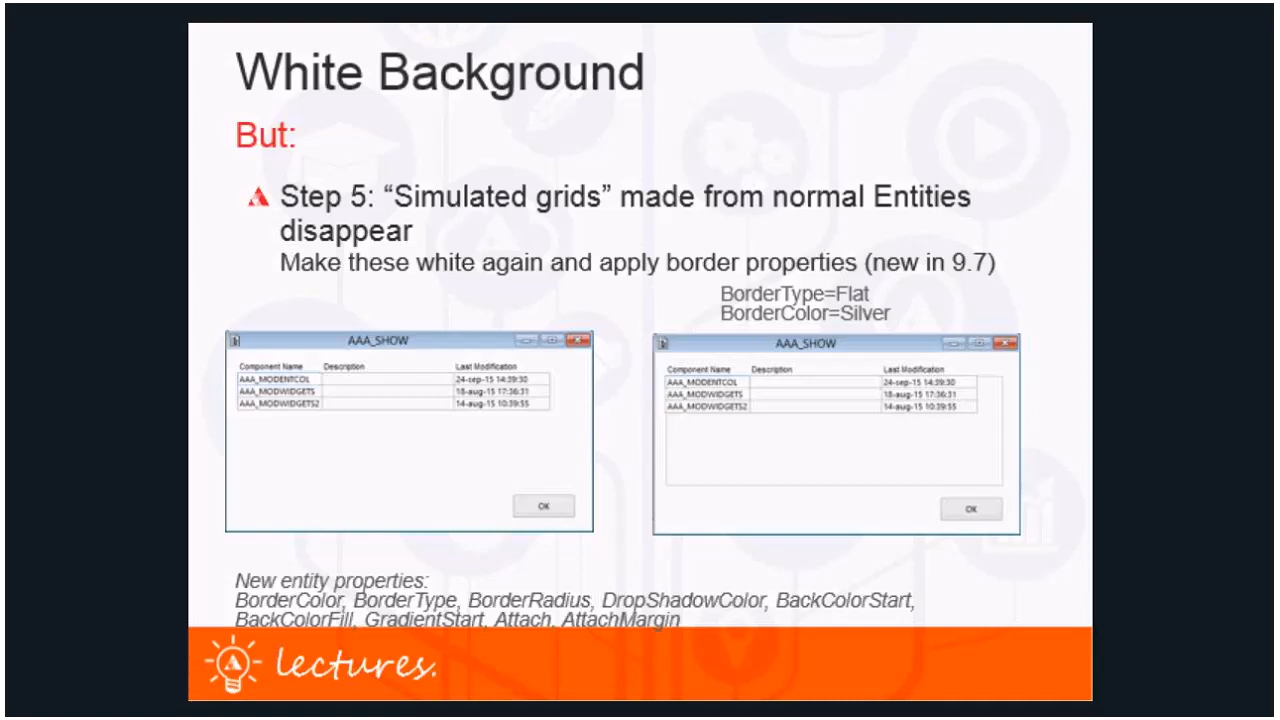 White Background
But:
Step 5: “Simulated grids” made from normal Entities
disappear
Make these white again and apply border properties (new in 9.7)
BorderType=Flat
BorderColor=Silver
AAA_SHOW
Component Name Description Last Modification
AAA_MODENTCOL 24-sep-15 14:39:30
AAA_MODWIDGETS 18-aug-15 17:36:31
AAA_MODWIDGETS2 14-aug-15 10:39:55
OK
AAA_SHOW
Component Name Description Last Modification
AAA_MODENTCOL 24-sep-15 14:39:30
AAA_MODWIDGETS 18-aug-15 17:36:31
AAA_MODWIDGETS2 14-aug-15 10:39:55
OK
New entity properties:
BorderColor, BorderType, BorderRadius, DropShadowColor, BackColorStart,
BackColorFill, GradientStart, Attach, AttachMargin
lectures.